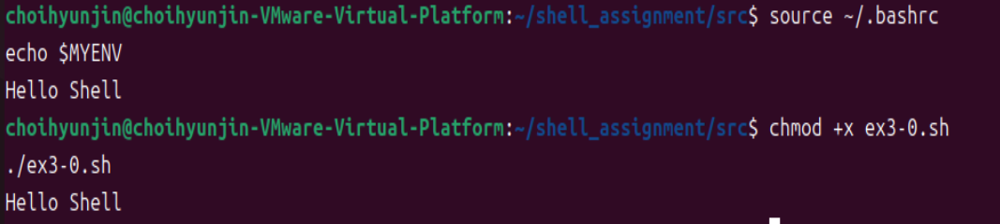 choihyunjin@choihyunjin-VMware-Virtual-Platform:~/shell_assignment/src$ source ~/.bashrc
echo $MYENV
Hello Shell
choihyunjin@choihyunjin-VMware-Virtual-Platform:~/shell_assignment/src$ chmod +x ex3-0.sh
./ex3-0.sh
Hello Shell